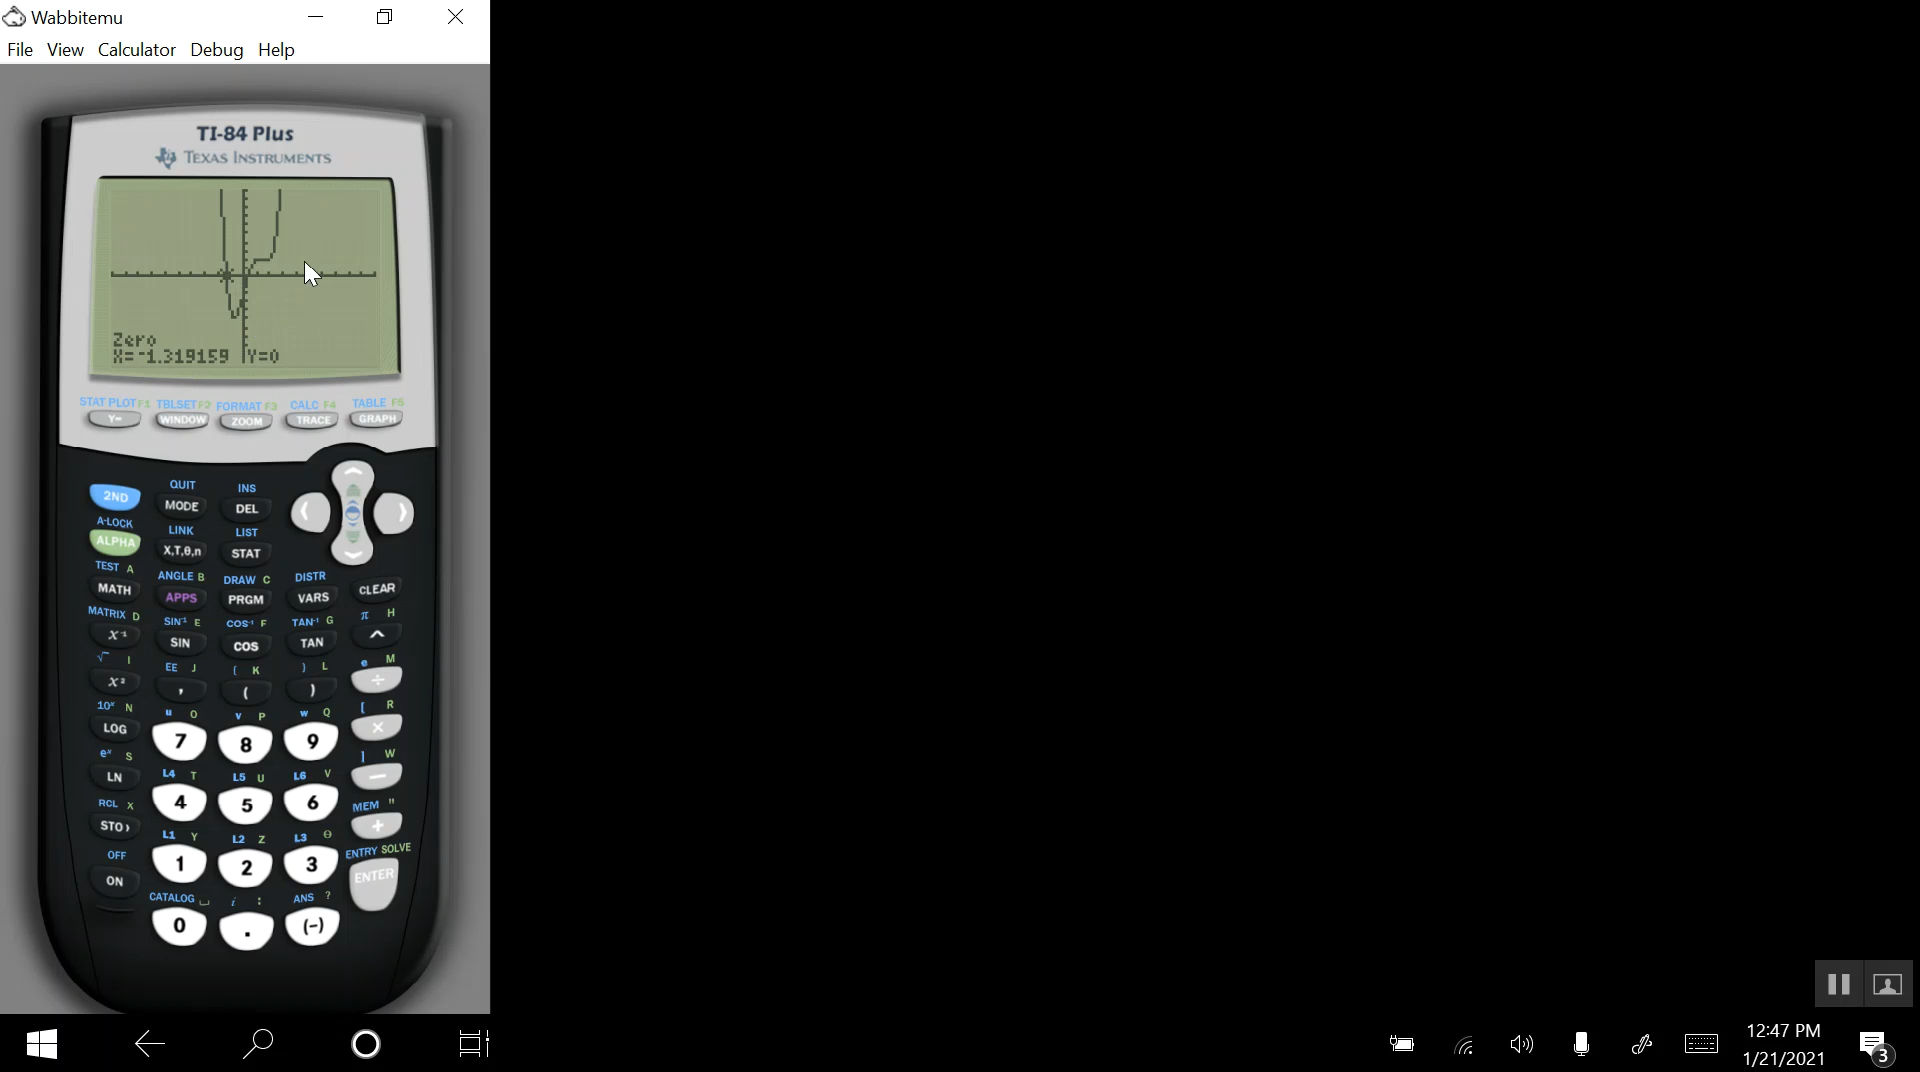 Wabbitemu
File View Calculator Debug Help
TI-84 Plus
TEXAS INSTRUMENTS
Zero
X=-1.319159 Y=0
STAT PLOT F1 TBLSET F2 FORMAT F3 CALC F4 TABLE F5
Y= WINDOW ZOOM TRACE GRAPH
QUIT INS
2ND MODE DEL
A-LOCK LINK LIST
ALPHA X,T,θ,n STAT
TEST A ANGLE B DRAW C DISTR
MATH APPS PRGM VARS CLEAR
MATRIX D SIN⁻¹ E COS⁻¹ F TAN⁻¹ G π H
X⁻¹ SIN COS TAN ^
√ I EE J { K } L e M
X² , ( ) ÷
10ˣ N u O v P w Q [ R
LOG 7 8 9 ×
eˣ S L4 T L5 U L6 V ] W
LN 4 5 6 −
RCL X L1 Y L2 Z L3 Θ MEM "
STO› 1 2 3 +
OFF CATALOG ⎵ i : ANS ? ENTRY SOLVE
ON 0 . (−) ENTER
12:47 PM
1/21/2021
3